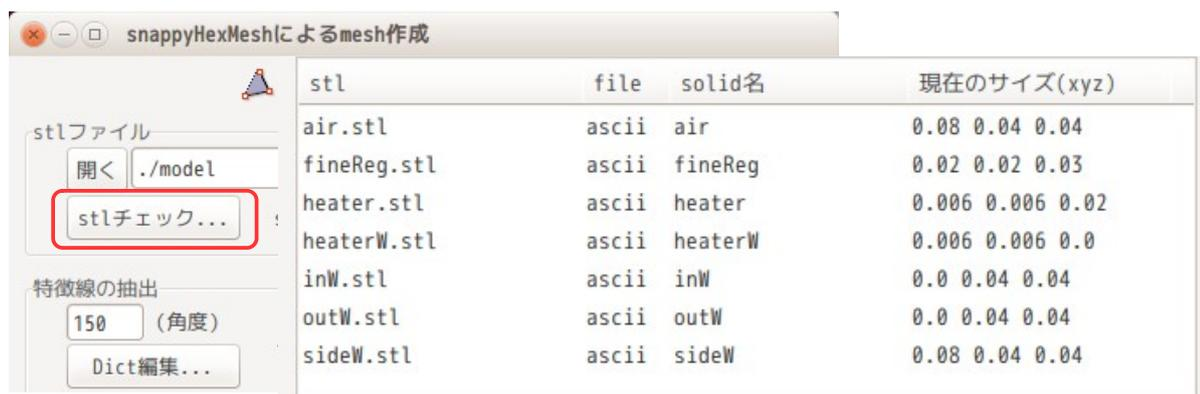 snappyHexMeshによるmesh作成
stl file solid名 現在のサイズ(xyz)
air.stl ascii air 0.08 0.04 0.04
fineReg.stl ascii fineReg 0.02 0.02 0.03
heater.stl ascii heater 0.006 0.006 0.02
heaterW.stl ascii heaterW 0.006 0.006 0.0
inW.stl ascii inW 0.0 0.04 0.04
outW.stl ascii outW 0.0 0.04 0.04
sideW.stl ascii sideW 0.08 0.04 0.04
stlファイル
開く ./model
stlチェック...
特徴線の抽出
150 (角度)
Dict編集...